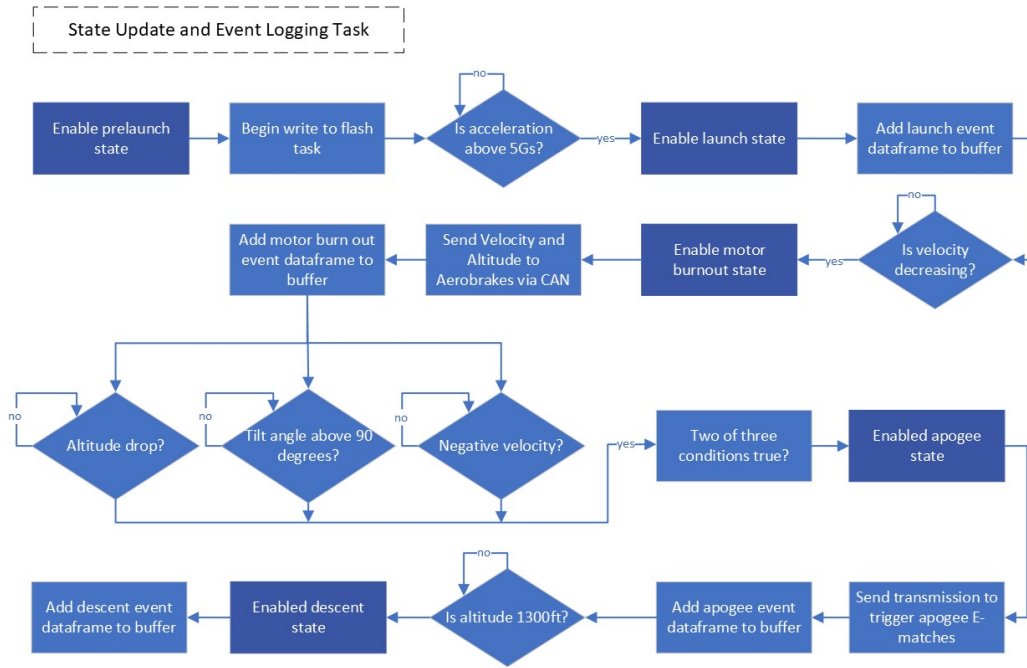 State Update and Event Logging Task
no
Enable prelaunch
state
Begin write to flash
task
Is acceleration
above 5Gs?
yes
Enable launch state
Add launch event
dataframe to buffer
no
Is velocity
decreasing?
yes
Enable motor
burnout state
Send Velocity and
Altitude to
Aerobrakes via CAN
Add motor burn out
event dataframe to
buffer
no
Altitude drop?
no
Tilt angle above 90
degrees?
no
Negative velocity?
yes
Two of three
conditions true?
Enabled apogee
state
Send transmission to
trigger apogee E-
matches
Add apogee event
dataframe to buffer
no
Is altitude 1300ft?
Enabled descent
state
Add descent event
dataframe to buffer